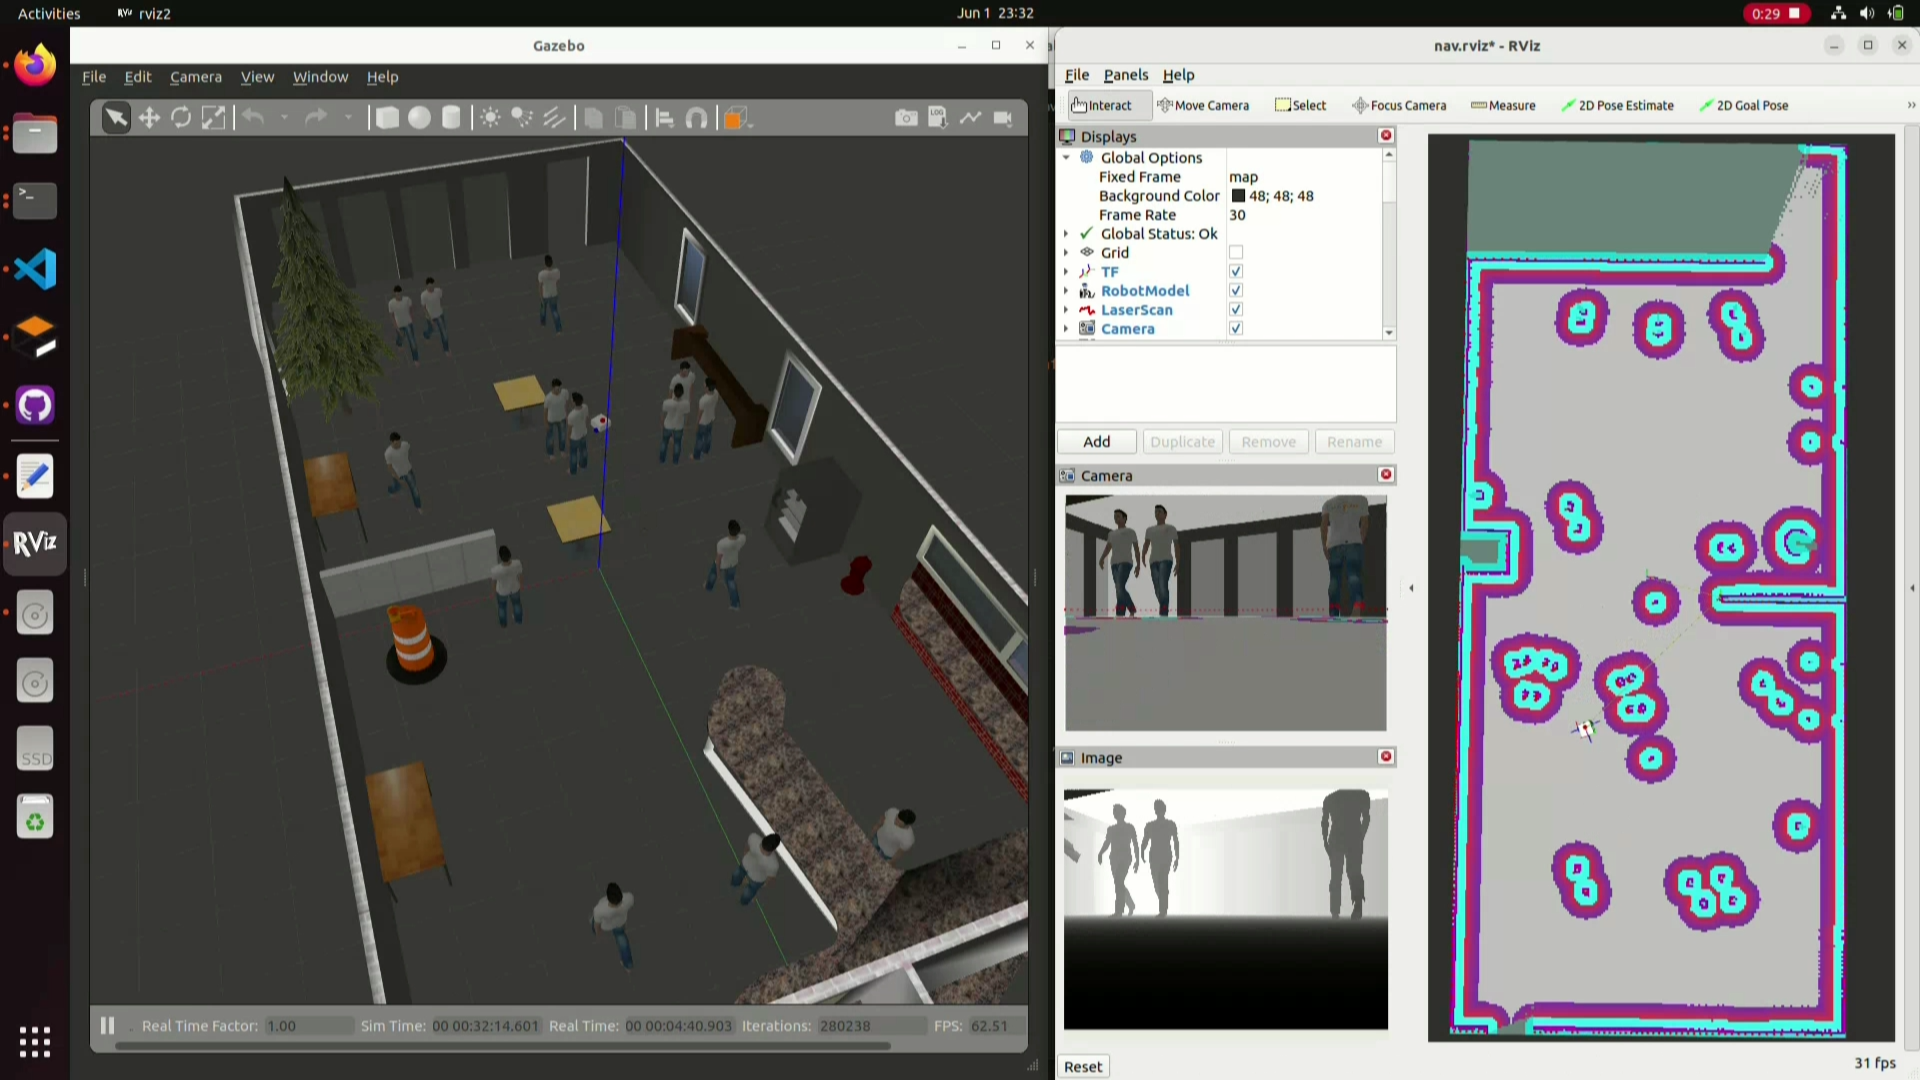 Activities
RViz rviz2
Jun 1 23:32
0:29
Gazebo
File Edit Camera View Window Help
LOG
Real Time Factor: 1.00 Sim Time: 00 00:32:14.601 Real Time: 00 00:04:40.903 Iterations: 280238 FPS: 62.51
RViz
SSD
nav.rviz* - RViz
File Panels Help
Interact Move Camera Select Focus Camera Measure 2D Pose Estimate 2D Goal Pose »
Displays
Global Options
Fixed Frame map
Background Color 48; 48; 48
Frame Rate 30
Global Status: Ok
Grid
TF
RobotModel
LaserScan
Camera
Add Duplicate Remove Rename
Camera
Image
Reset
31 fps